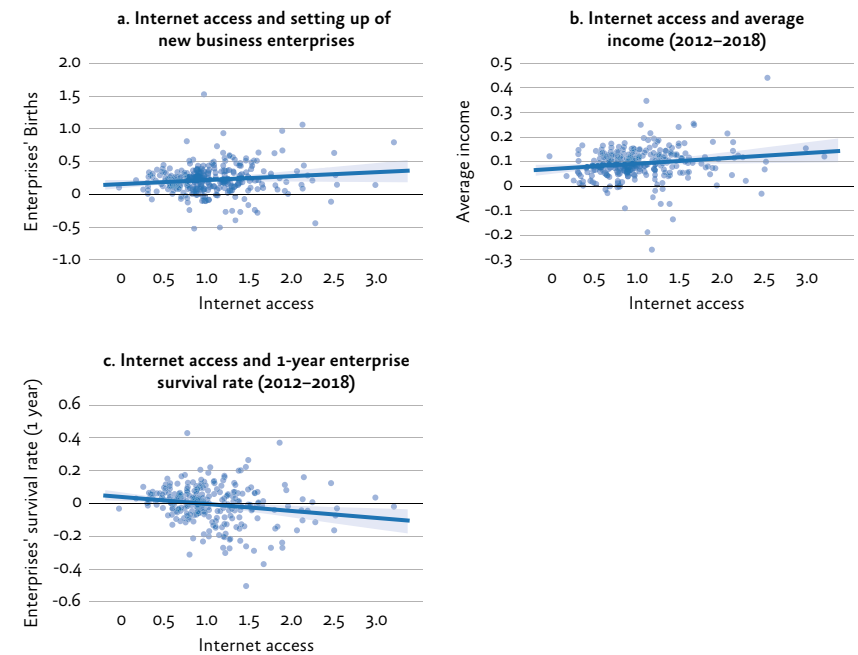 a. Internet access and setting up of
new business enterprises
Enterprises' Births
2.0
1.5
1.0
0.5
0
-0.5
-1.0
0 0.5 1.0 1.5 2.0 2.5 3.0
Internet access
b. Internet access and average
income (2012–2018)
Average income
0.5
0.4
0.3
0.2
0.1
0
-0.1
-0.2
-0.3
0 0.5 1.0 1.5 2.0 2.5 3.0
Internet access
c. Internet access and 1-year enterprise
survival rate (2012–2018)
Enterprises' survival rate (1 year)
0.6
0.4
0.2
0
-0.2
-0.4
-0.6
0 0.5 1.0 1.5 2.0 2.5 3.0
Internet access